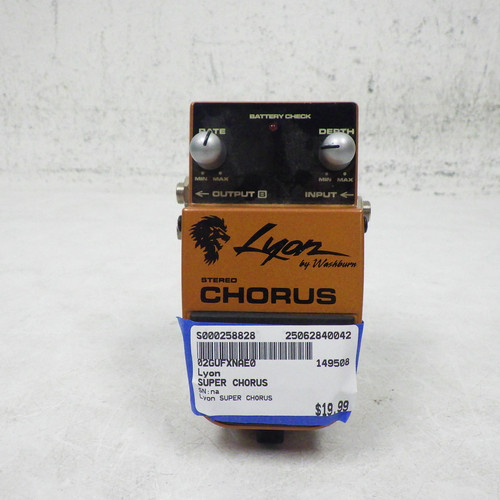 BATTERY CHECK
RATE DEPTH
MIN MAX MIN MAX
← OUTPUT B INPUT ←
Lyon
by Washburn
STEREO
CHORUS
S000258828 25062840042
02GUFXNAE0 149508
Lyon
SUPER CHORUS
SN:na
Lyon SUPER CHORUS
$19.99